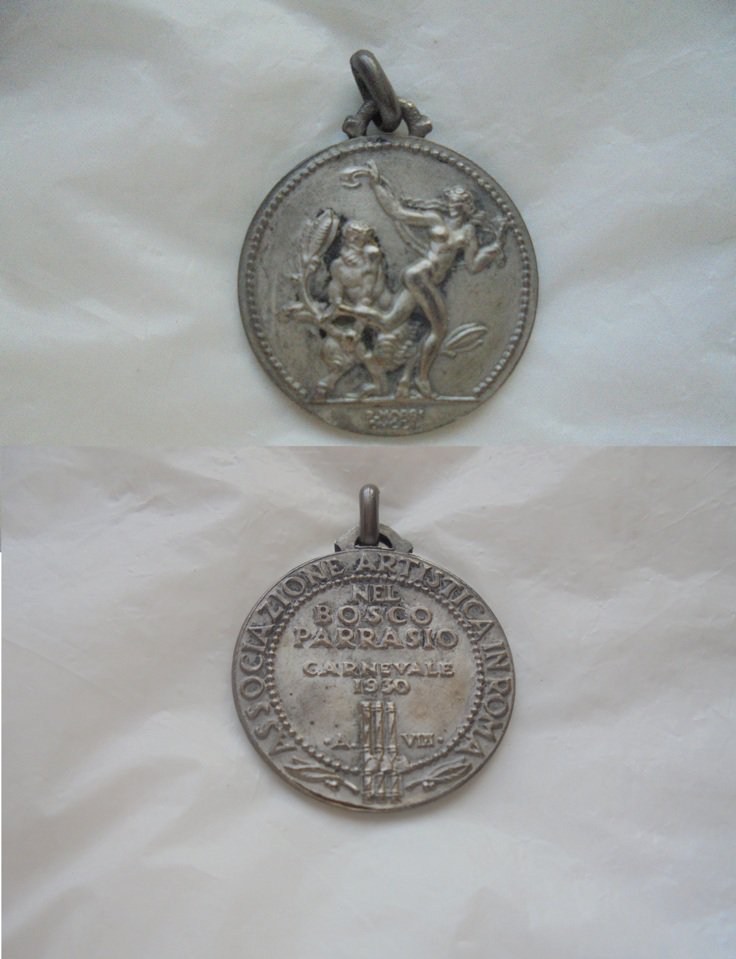 ASSOCIAZIONE ARTISTICA IN ROMA
NEL
BOSCO
PARRASIO
CARNEVALE
1930
· A. VIII ·